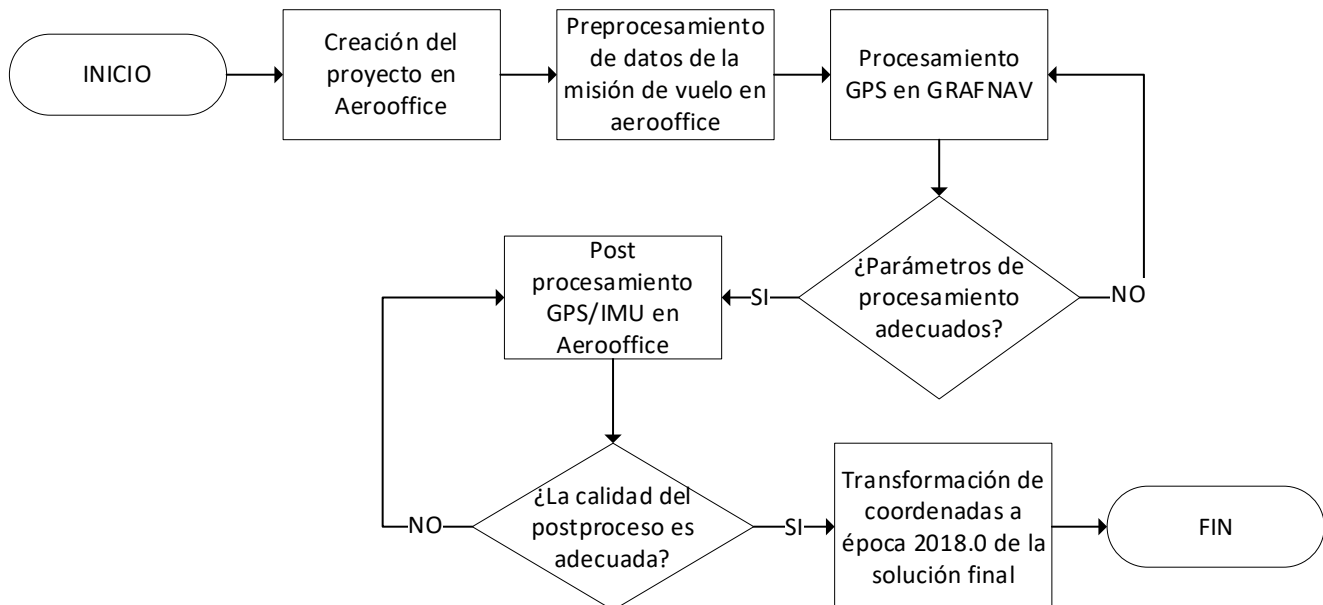 INICIO
Creación del
proyecto en
Aerooffice
Preprocesamiento
de datos de la
misión de vuelo en
aerooffice
Procesamiento
GPS en GRAFNAV
¿Parámetros de
procesamiento
adecuados?
NO
SI
Post
procesamiento
GPS/IMU en
Aerooffice
¿La calidad del
postproceso es
adecuada?
NO
SI
Transformación de
coordenadas a
época 2018.0 de la
solución final
FIN